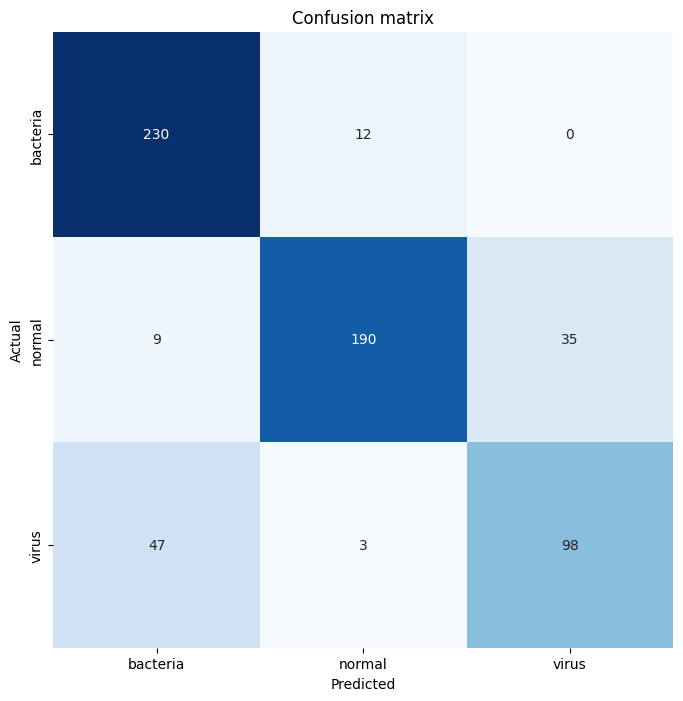 Confusion matrix
Actual
bacteria
230 12 0
normal
9 190 35
virus
47 3 98
bacteria normal virus
Predicted